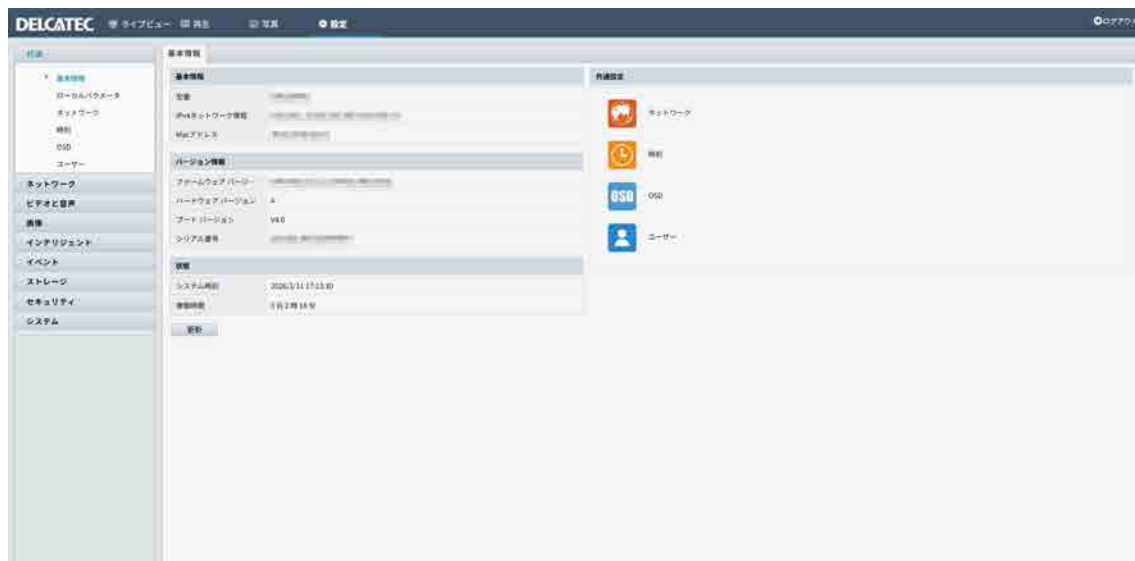 DELCATEC
ライブビュー
再生
写真
設定
ログアウト
共通
基本情報
ローカルパラメータ
ネットワーク
時刻
OSD
ユーザー
ネットワーク
ビデオと音声
画像
インテリジェント
イベント
ストレージ
セキュリティ
システム
基本情報
基本情報
型番
IPv4ネットワーク情報
Macアドレス
バージョン情報
ファームウェアバージ
ハードウェアバージョン A
ブートバージョン V4.0
シリアル番号
状態
システム時刻
稼働時間
更新
共通設定
ネットワーク
時刻
OSD OSD
ユーザー